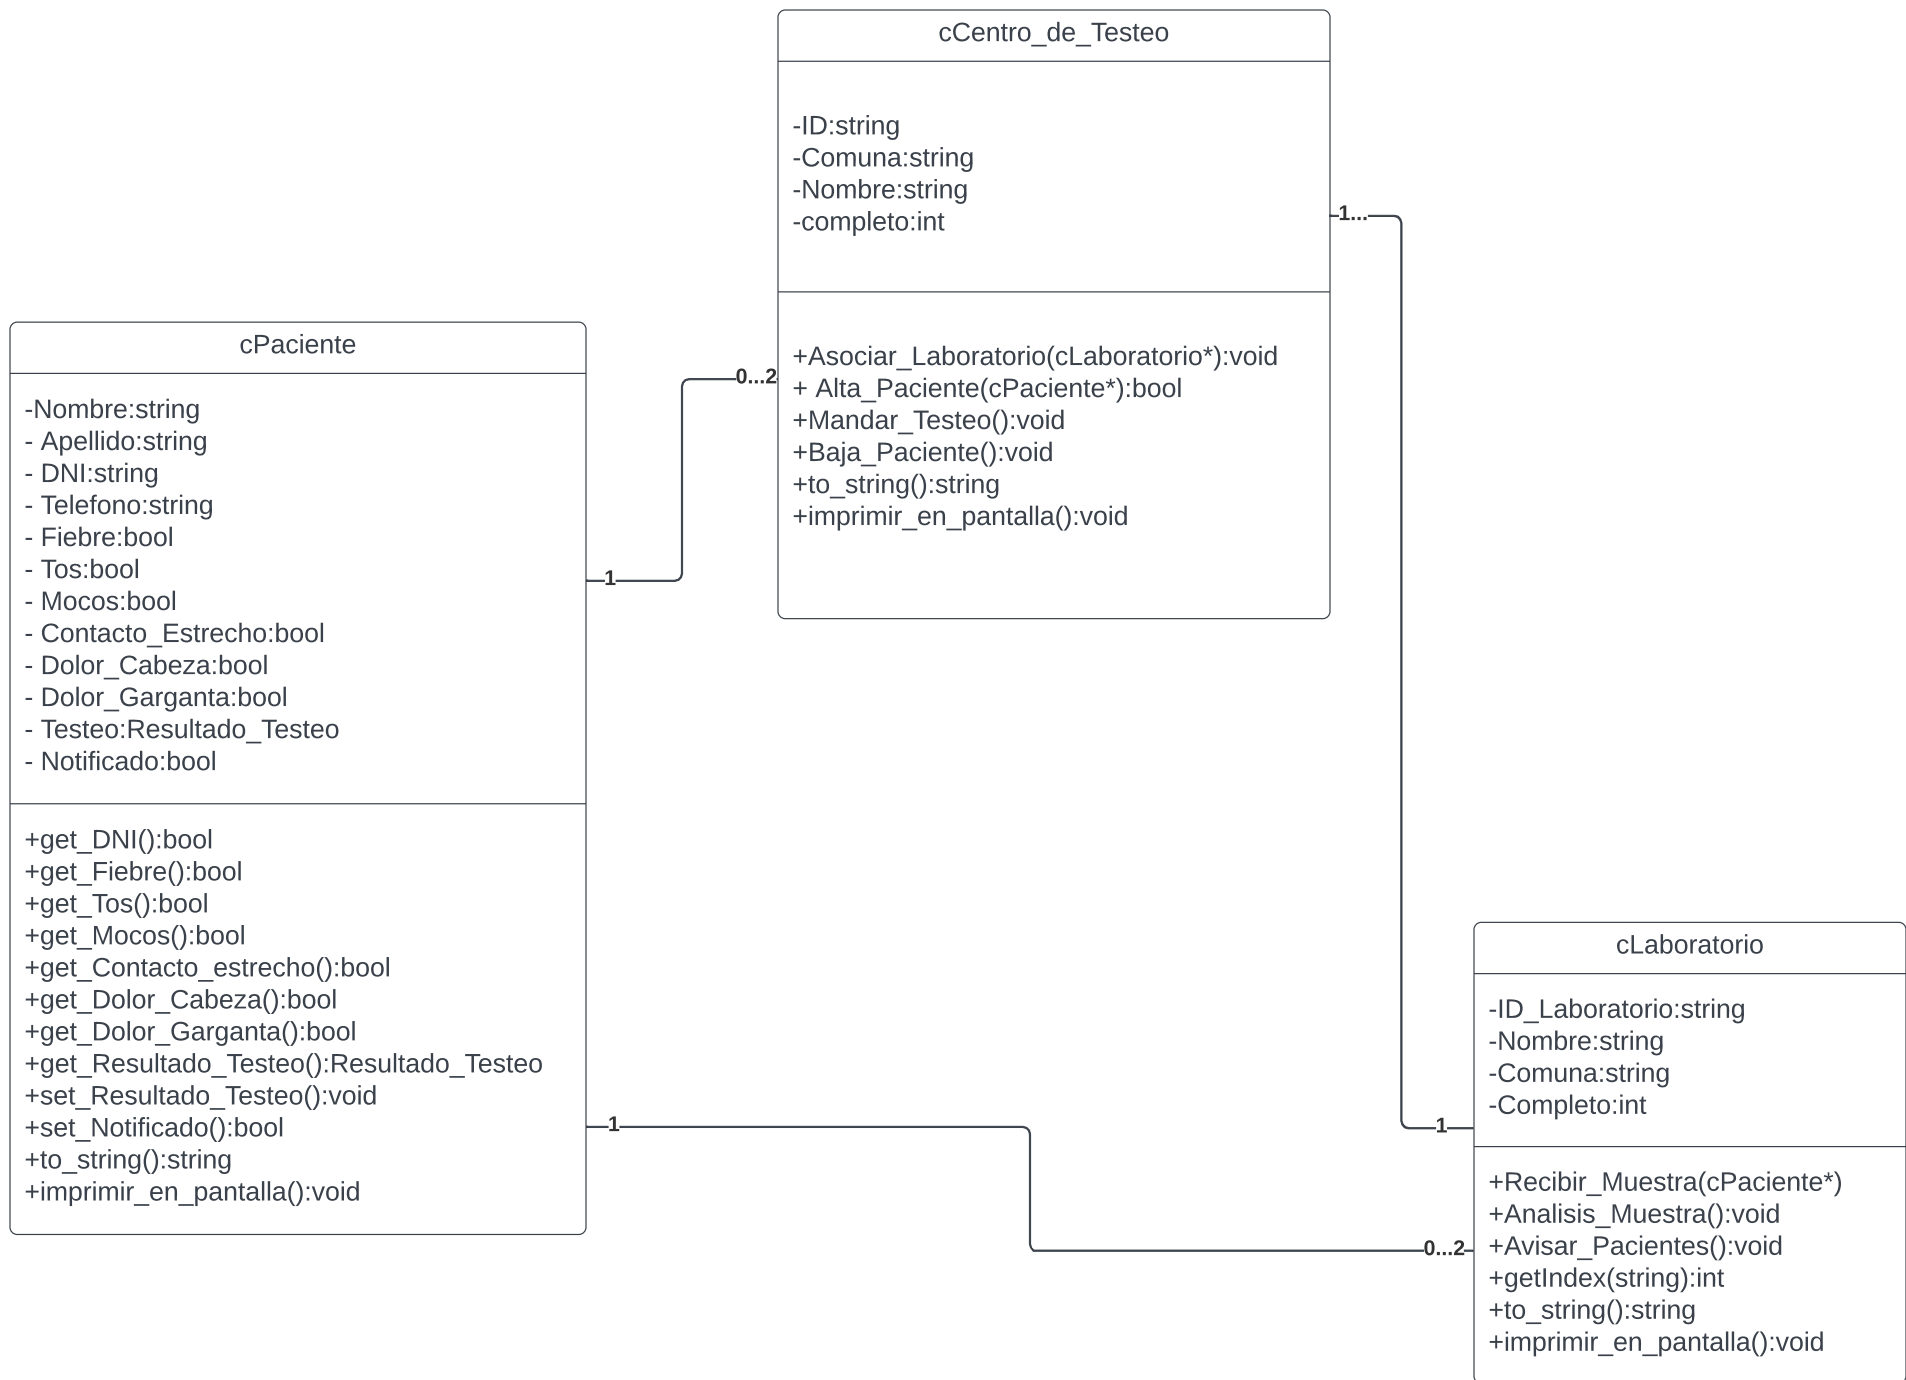 cCentro_de_Testeo
-ID:string
-Comuna:string
-Nombre:string
-completo:int
1...
+Asociar_Laboratorio(cLaboratorio*):void
+ Alta_Paciente(cPaciente*):bool
+Mandar_Testeo():void
+Baja_Paciente():void
+to_string():string
+imprimir_en_pantalla():void
0...2
cPaciente
-Nombre:string
- Apellido:string
- DNI:string
- Telefono:string
- Fiebre:bool
- Tos:bool
- Mocos:bool
- Contacto_Estrecho:bool
- Dolor_Cabeza:bool
- Dolor_Garganta:bool
- Testeo:Resultado_Testeo
- Notificado:bool
1
+get_DNI():bool
+get_Fiebre():bool
+get_Tos():bool
+get_Mocos():bool
+get_Contacto_estrecho():bool
+get_Dolor_Cabeza():bool
+get_Dolor_Garganta():bool
+get_Resultado_Testeo():Resultado_Testeo
+set_Resultado_Testeo():void
+set_Notificado():bool
+to_string():string
+imprimir_en_pantalla():void
1
cLaboratorio
-ID_Laboratorio:string
-Nombre:string
-Comuna:string
-Completo:int
1
+Recibir_Muestra(cPaciente*)
+Analisis_Muestra():void
+Avisar_Pacientes():void
+getIndex(string):int
+to_string():string
+imprimir_en_pantalla():void
0...2